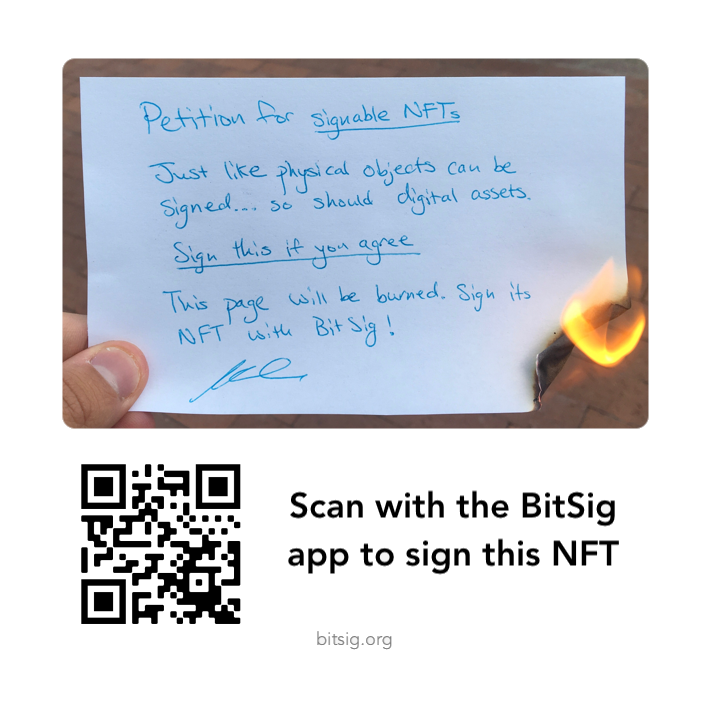 Petition for signable NFTs
Just like physical objects can be
signed... so should digital assets.
Sign this if you agree
This page will be burned. Sign its
NFT with BitSig!
Scan with the BitSig
app to sign this NFT
bitsig.org